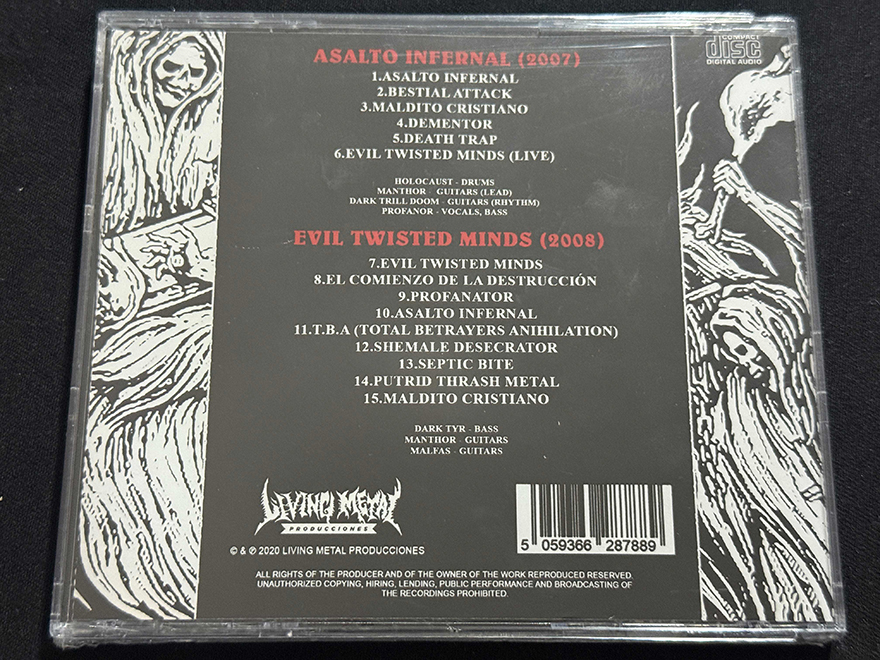 COMPACT
disc
DIGITAL AUDIO
ASALTO INFERNAL (2007)
1.ASALTO INFERNAL
2.BESTIAL ATTACK
3.MALDITO CRISTIANO
4.DEMENTOR
5.DEATH TRAP
6.EVIL TWISTED MINDS (LIVE)
HOLOCAUST - DRUMS
MANTHOR - GUITARS (LEAD)
DARK TRILL DOOM - GUITARS (RHYTHM)
PROFANOR - VOCALS, BASS
EVIL TWISTED MINDS (2008)
7.EVIL TWISTED MINDS
8.EL COMIENZO DE LA DESTRUCCIÓN
9.PROFANATOR
10.ASALTO INFERNAL
11.T.B.A (TOTAL BETRAYERS ANIHILATION)
12.SHEMALE DESECRATOR
13.SEPTIC BITE
14.PUTRID THRASH METAL
15.MALDITO CRISTIANO
DARK TYR - BASS
MANTHOR - GUITARS
MALFAS - GUITARS
LIVING METAL
PRODUCCIONES
© & ℗ 2020 LIVING METAL PRODUCCIONES
5 059366 287889
ALL RIGHTS OF THE PRODUCER AND OF THE OWNER OF THE WORK REPRODUCED RESERVED.
UNAUTHORIZED COPYING, HIRING, LENDING, PUBLIC PERFORMANCE AND BROADCASTING OF
THE RECORDINGS PROHIBITED.